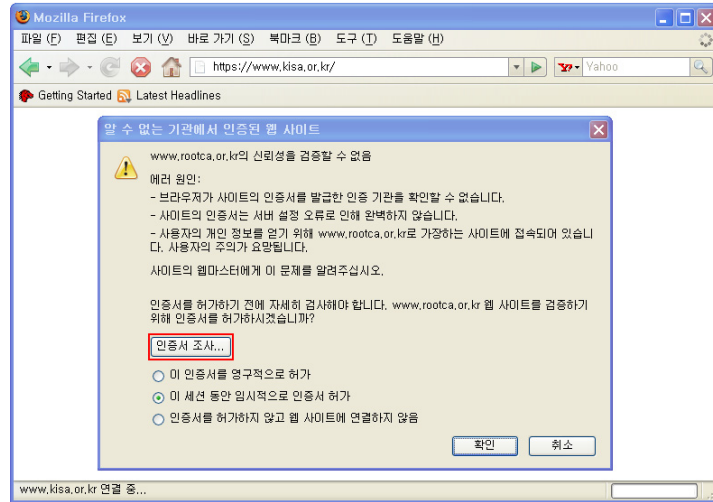 Mozilla Firefox
파일 (F) 편집 (E) 보기 (V) 바로 가기 (S) 북마크 (B) 도구 (T) 도움말 (H)
https://www.kisa.or.kr/
Yahoo
Getting Started Latest Headlines
알 수 없는 기관에서 인증된 웹 사이트
www.rootca.or.kr의 신뢰성을 검증할 수 없음
에러 원인:
- 브라우저가 사이트의 인증서를 발급한 인증 기관을 확인할 수 없습니다.
- 사이트의 인증서는 서버 설정 오류로 인해 완벽하지 않습니다.
- 사용자의 개인 정보를 얻기 위해 www.rootca.or.kr로 가장하는 사이트에 접속되어 있습니
다. 사용자의 주의가 요망됩니다.
사이트의 웹마스터에게 이 문제를 알려주십시오.
인증서를 허가하기 전에 자세히 검사해야 합니다. www.rootca.or.kr 웹 사이트를 검증하기
위해 인증서를 허가하시겠습니까?
인증서 조사...
이 인증서를 영구적으로 허가
이 세션 동안 임시적으로 인증서 허가
인증서를 허가하지 않고 웹 사이트에 연결하지 않음
확인 취소
www.kisa.or.kr 연결 중...